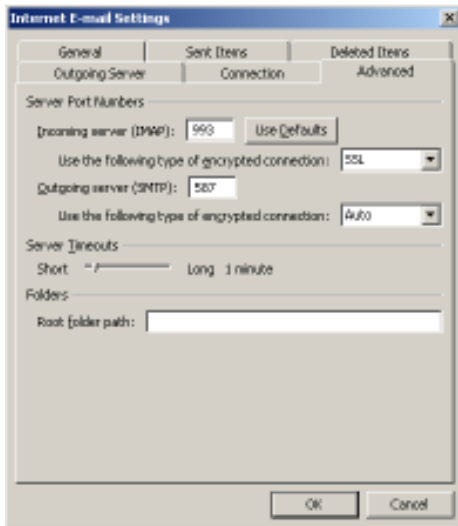 Internet E-mail Settings
General Sent Items Deleted Items
Outgoing Server Connection Advanced
Server Port Numbers
Incoming server (IMAP): 993 Use Defaults
Use the following type of encrypted connection: SSL
Outgoing server (SMTP): 587
Use the following type of encrypted connection: Auto
Server Timeouts
Short Long 1 minute
Folders
Root folder path:
OK Cancel